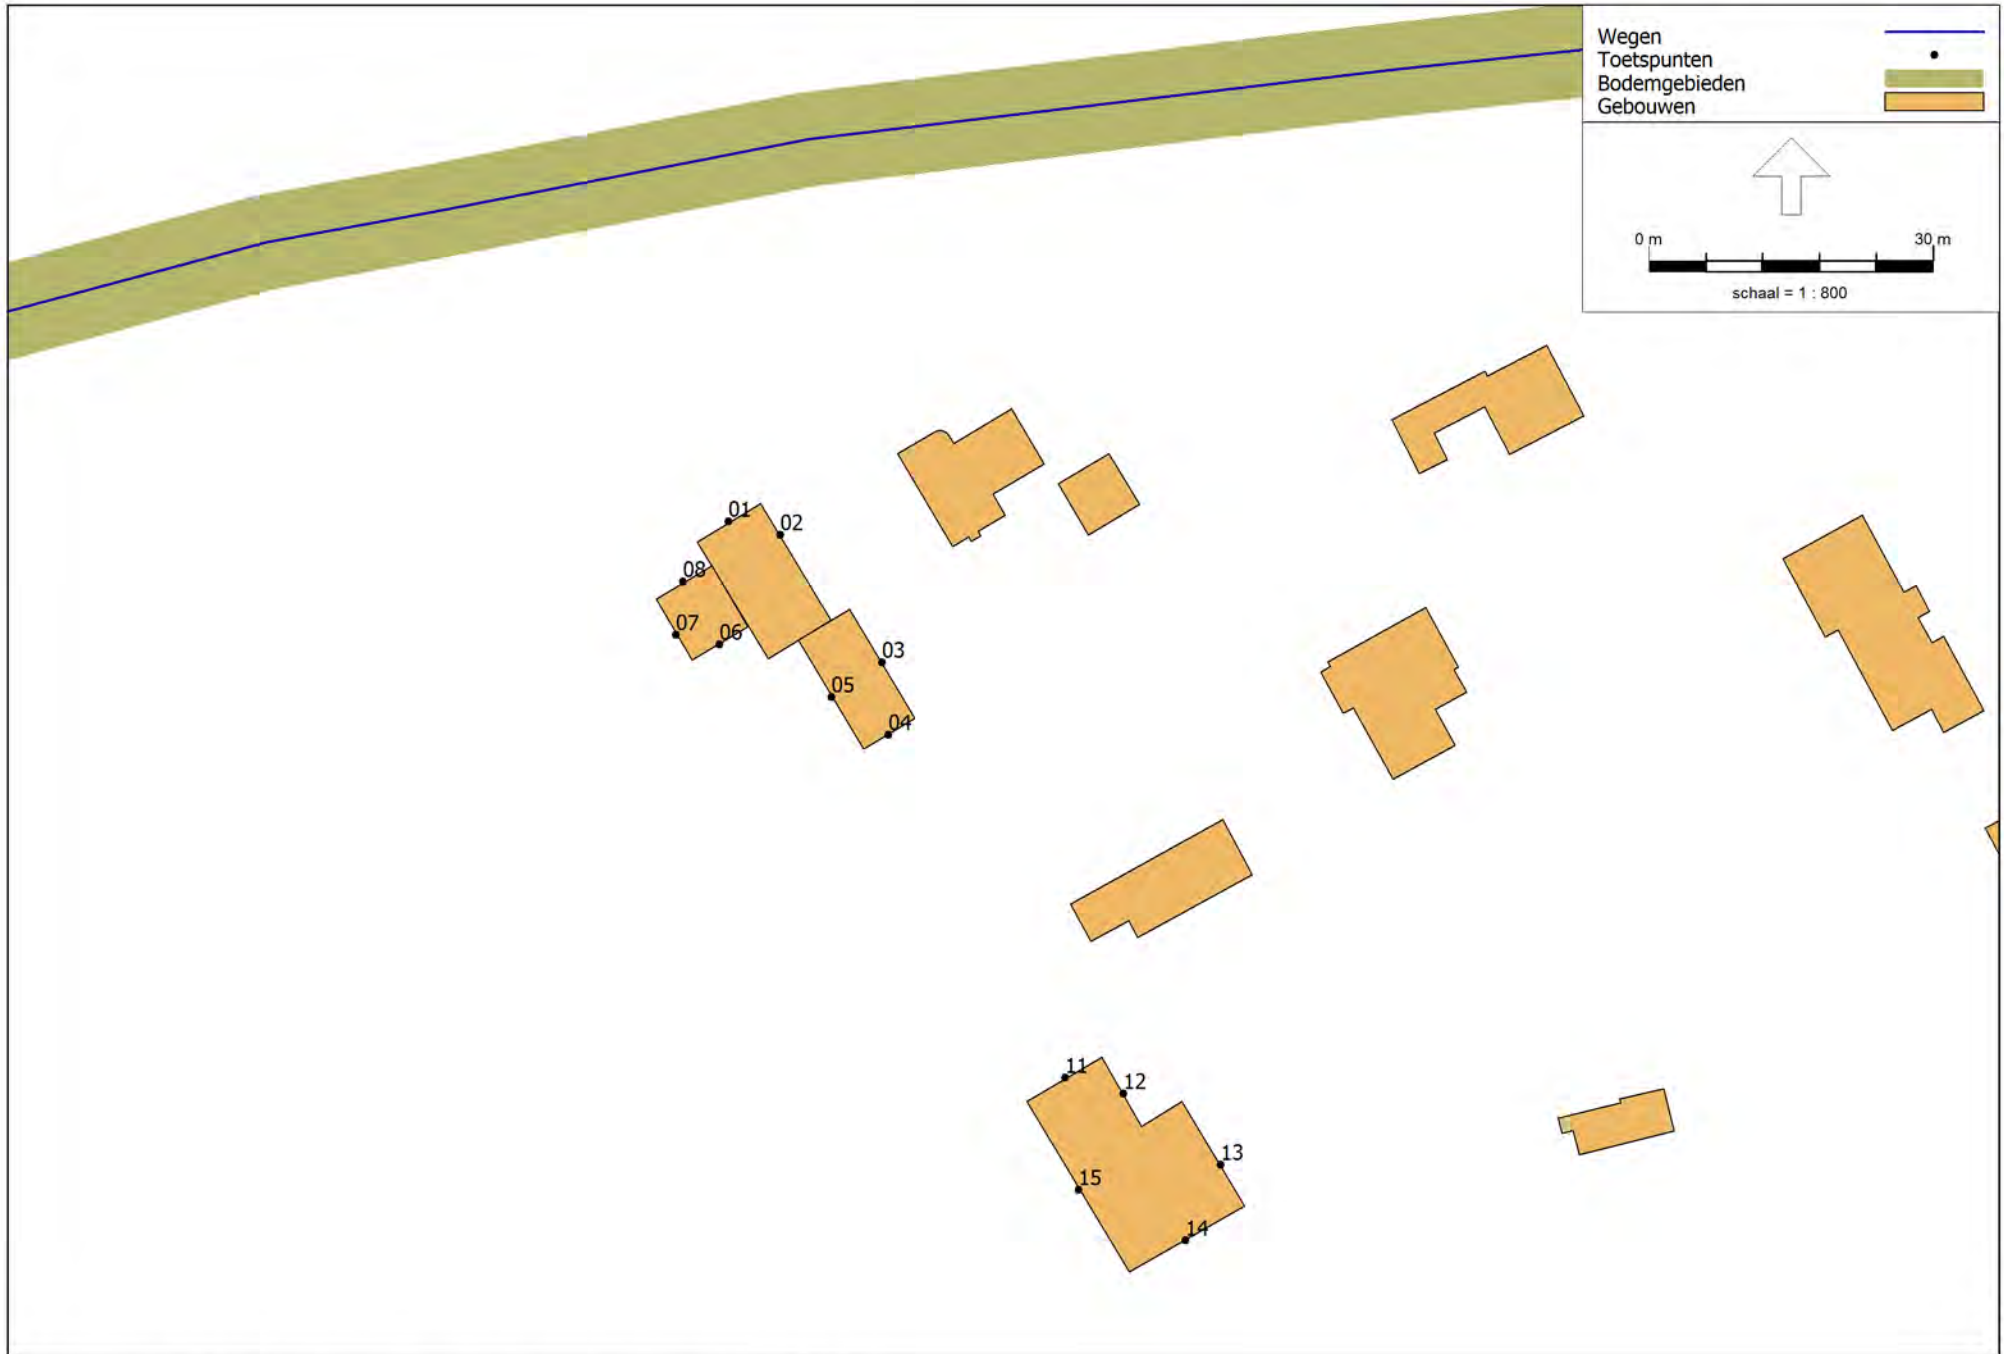 Wegen
Toetspunten
Bodemgebieden
Gebouwen
0 m 30 m
schaal = 1 : 800
01
02
08
07
06
03
05
04
11
12
13
15
14